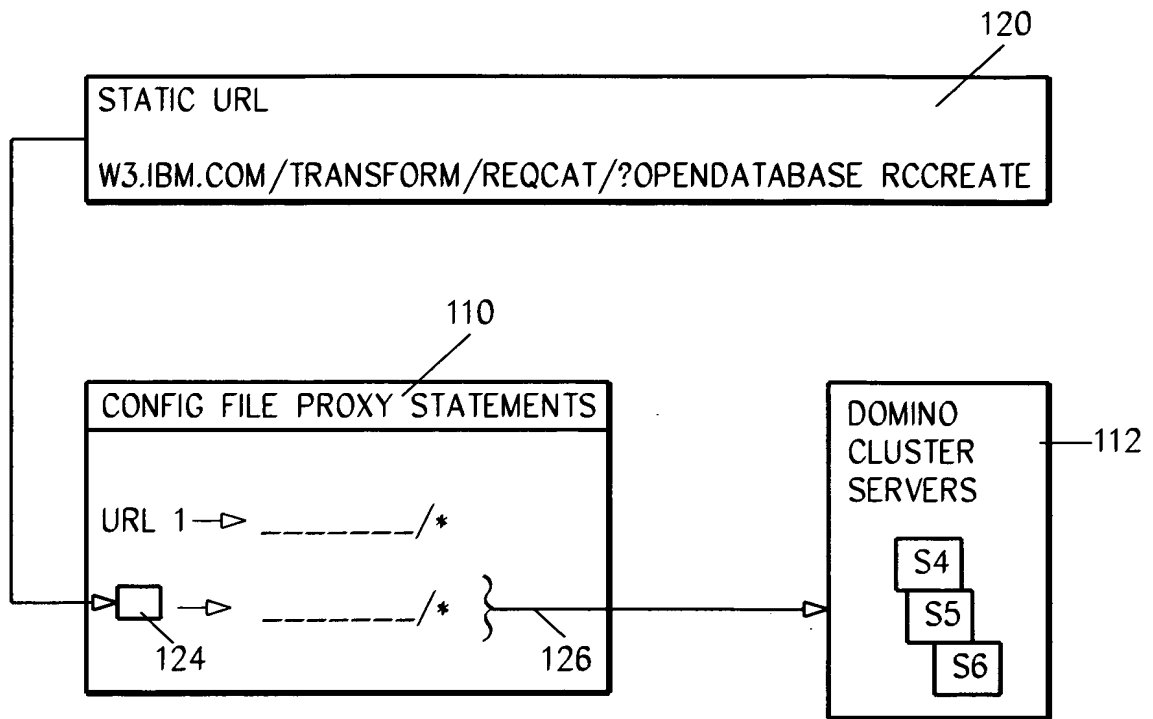 120
STATIC URL
W3.IBM.COM/TRANSFORM/REQCAT/?OPENDATABASE RCCREATE
110
CONFIG FILE PROXY STATEMENTS
URL 1 _______/*
_______/*
124
126
DOMINO
CLUSTER
SERVERS
112
S4
S5
S6